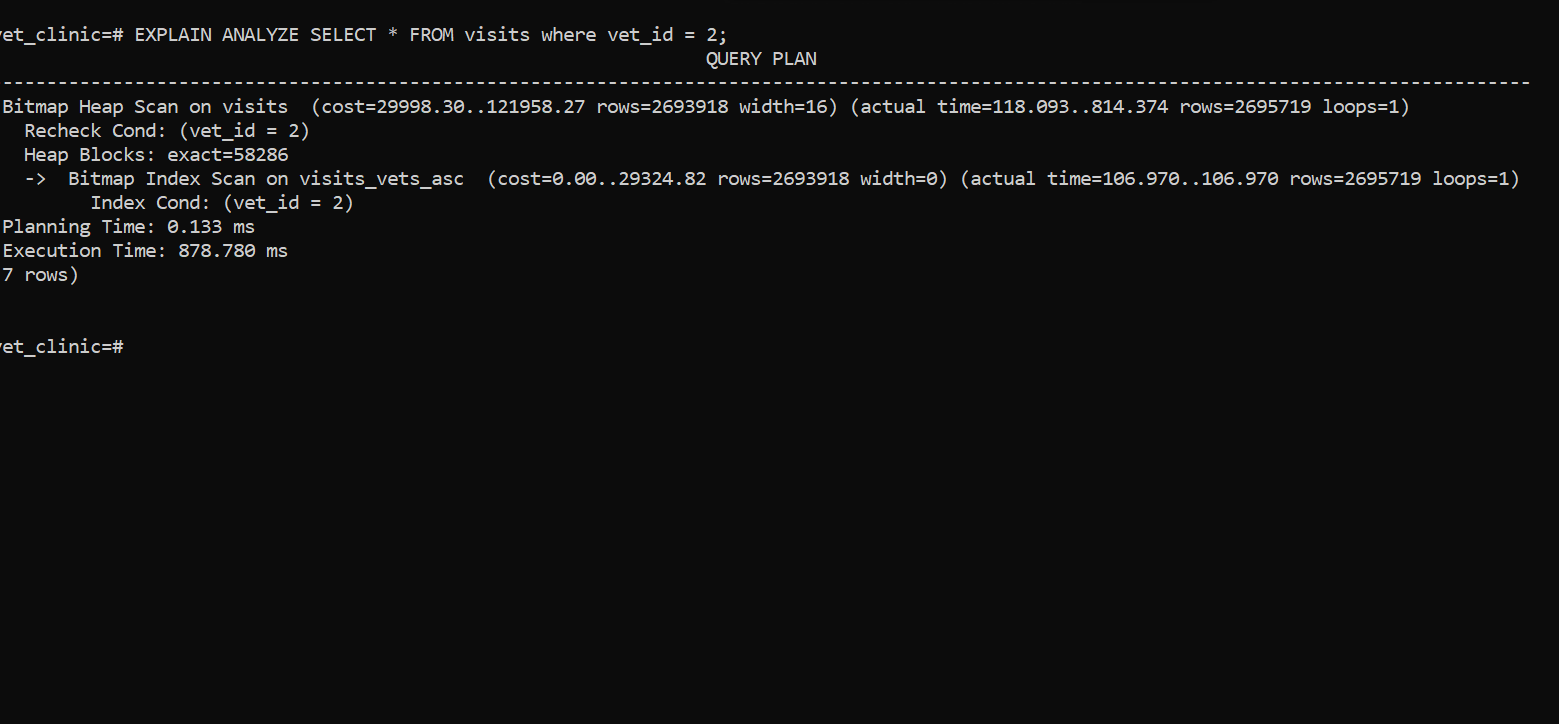 vet_clinic=# EXPLAIN ANALYZE SELECT * FROM visits where vet_id = 2;
QUERY PLAN
-------------------------------------------------------------------------------------------------------------------------------------------
Bitmap Heap Scan on visits  (cost=29998.30..121958.27 rows=2693918 width=16) (actual time=118.093..814.374 rows=2695719 loops=1)
  Recheck Cond: (vet_id = 2)
  Heap Blocks: exact=58286
  ->  Bitmap Index Scan on visits_vets_asc  (cost=0.00..29324.82 rows=2693918 width=0) (actual time=106.970..106.970 rows=2695719 loops=1)
        Index Cond: (vet_id = 2)
Planning Time: 0.133 ms
Execution Time: 878.780 ms
7 rows)
vet_clinic=#